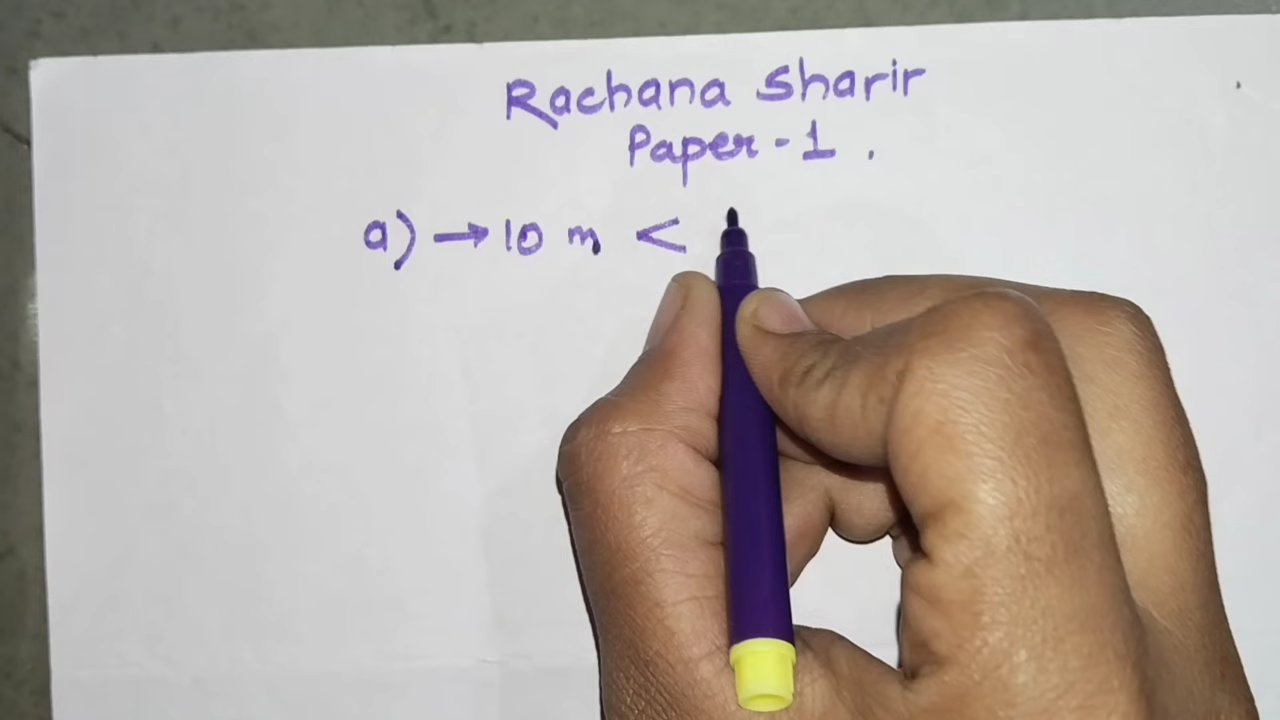 Rachana Sharir
Paper-1.
a) → 10 m <